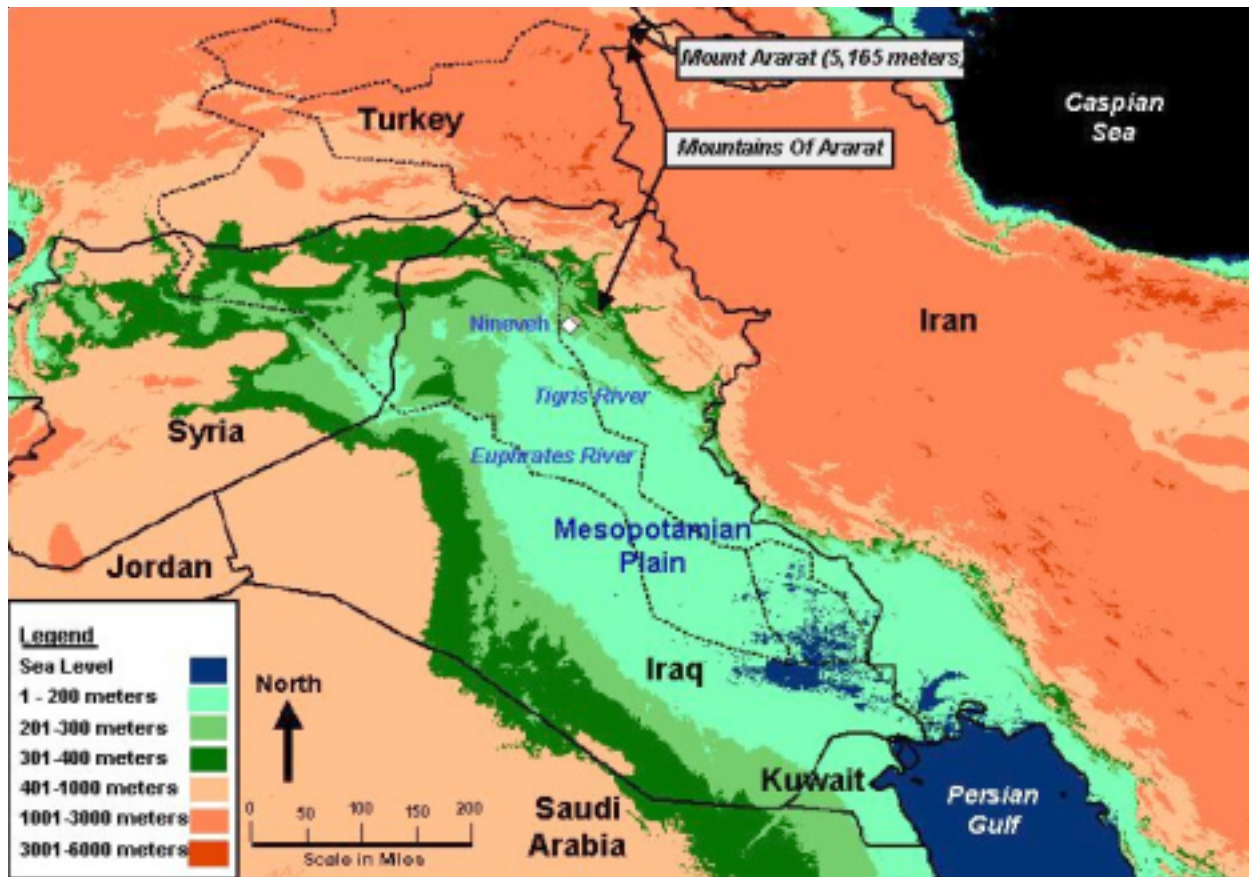 Mount Ararat (5,165 meters)
Caspian
Sea
Turkey
Mountains Of Ararat
Iran
Nineveh
Tigris River
Syria
Euphrates River
Mesopotamian
Plain
Jordan
Legend
Sea Level
1 - 200 meters
201-300 meters
301-400 meters
401-1000 meters
1001-3000 meters
3001-6000 meters
North
0 50 100 150 200
Scale in Miles
Iraq
Kuwait
Saudi
Arabia
Persian
Gulf